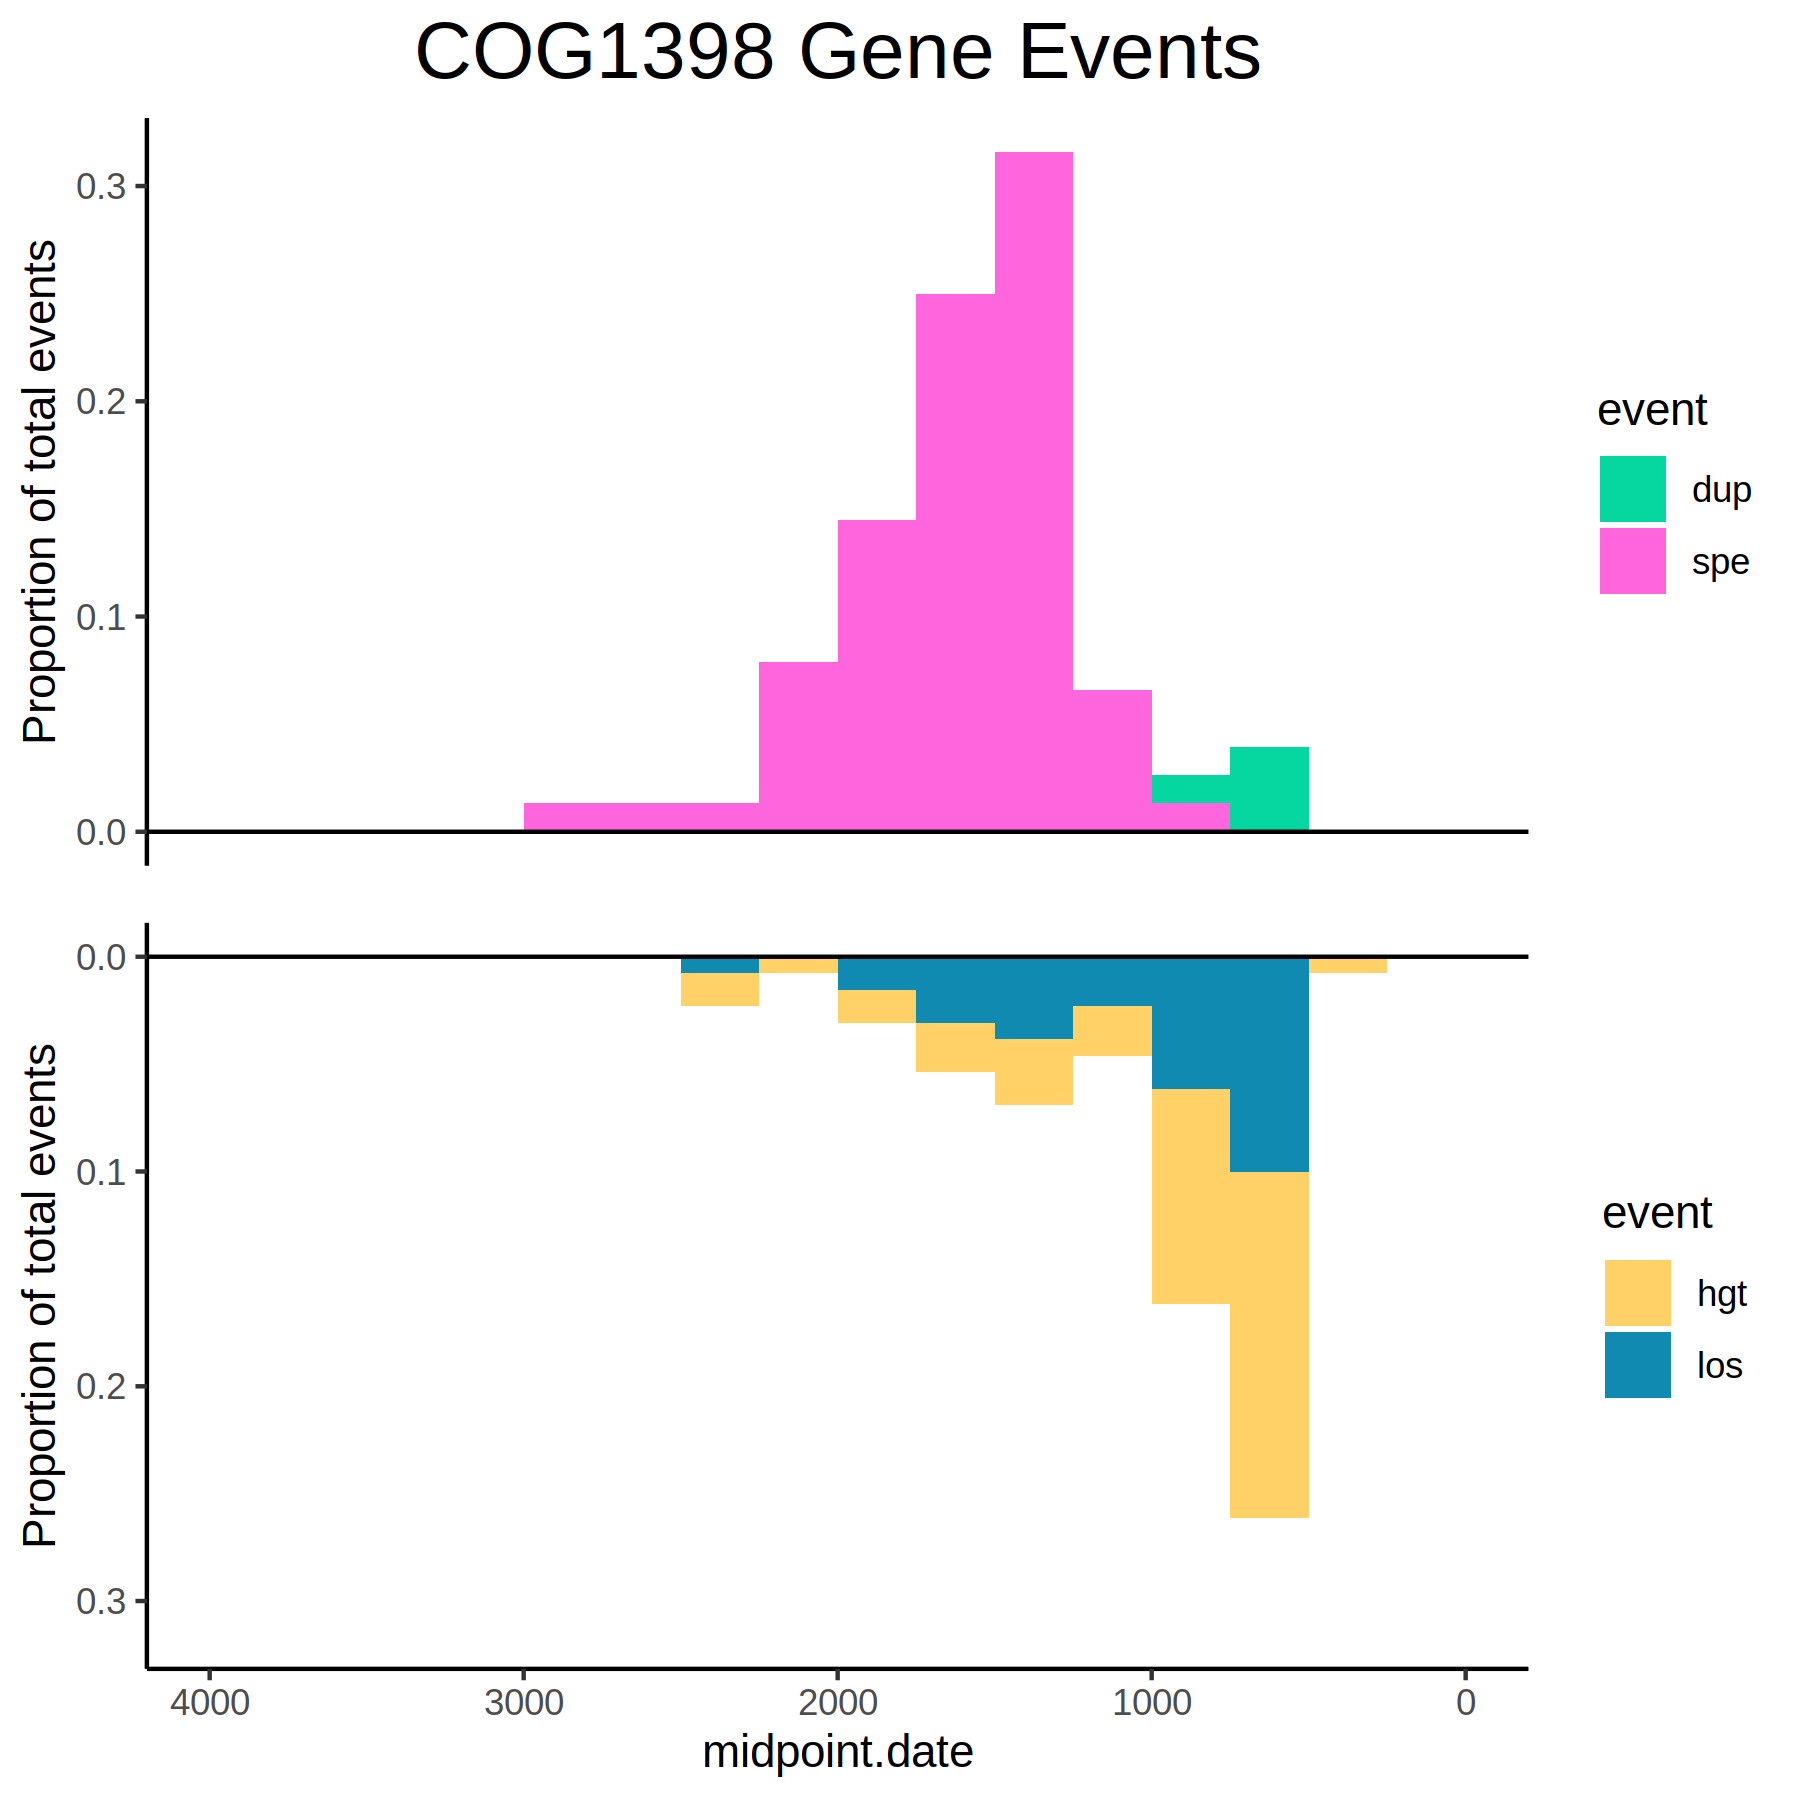 COG1398 Gene Events
Proportion of total events
0.3
0.2
0.1
0.0
event
dup
spe
Proportion of total events
0.0
0.1
0.2
0.3
event
hgt
los
4000 3000 2000 1000 0
midpoint.date